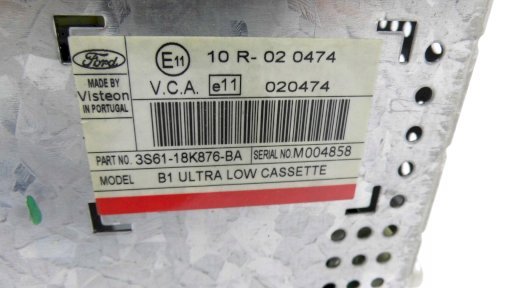 Ford
MADE BY
Visteon
IN PORTUGAL
E11 10 R- 02 0474
V.C.A. e11 020474
PART NO. 3S61-18K876-BA SERIAL NO. M004858
MODEL B1 ULTRA LOW CASSETTE